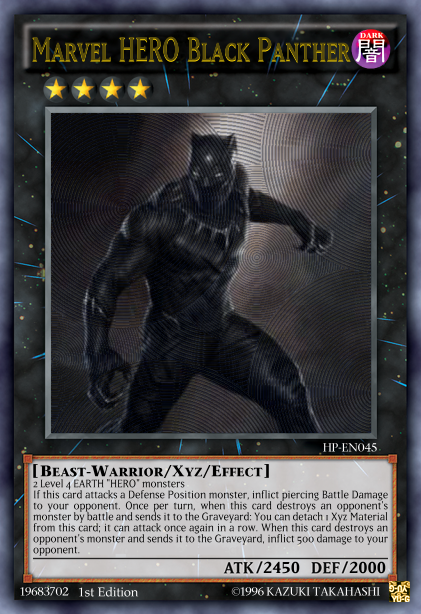 MARVEL HERO BLACK PANTHER
DARK
闇
HP-EN045
[BEAST-WARRIOR/XYZ/EFFECT]
2 Level 4 EARTH "HERO" monsters
If this card attacks a Defense Position monster, inflict piercing Battle Damage
to your opponent. Once per turn, when this card destroys an opponent's
monster by battle and sends it to the Graveyard: You can detach 1 Xyz Material
from this card; it can attack once again in a row. When this card destroys an
opponent's monster and sends it to the Graveyard, inflict 500 damage to your
opponent.
ATK/2450 DEF/2000
19683702 1st Edition ©1996 KAZUKI TAKAHASHI